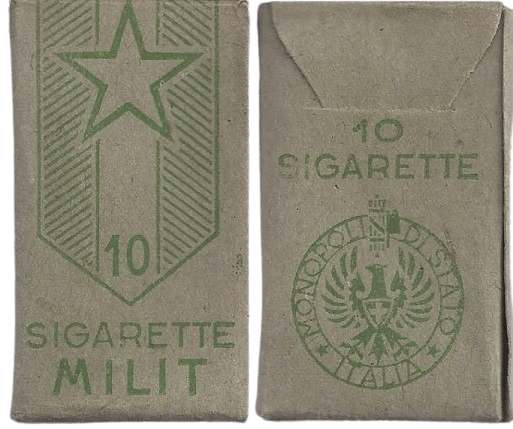 10
SIGARETTE
MILIT
10
SIGARETTE
MONOPOLI DI STATO
ITALIA